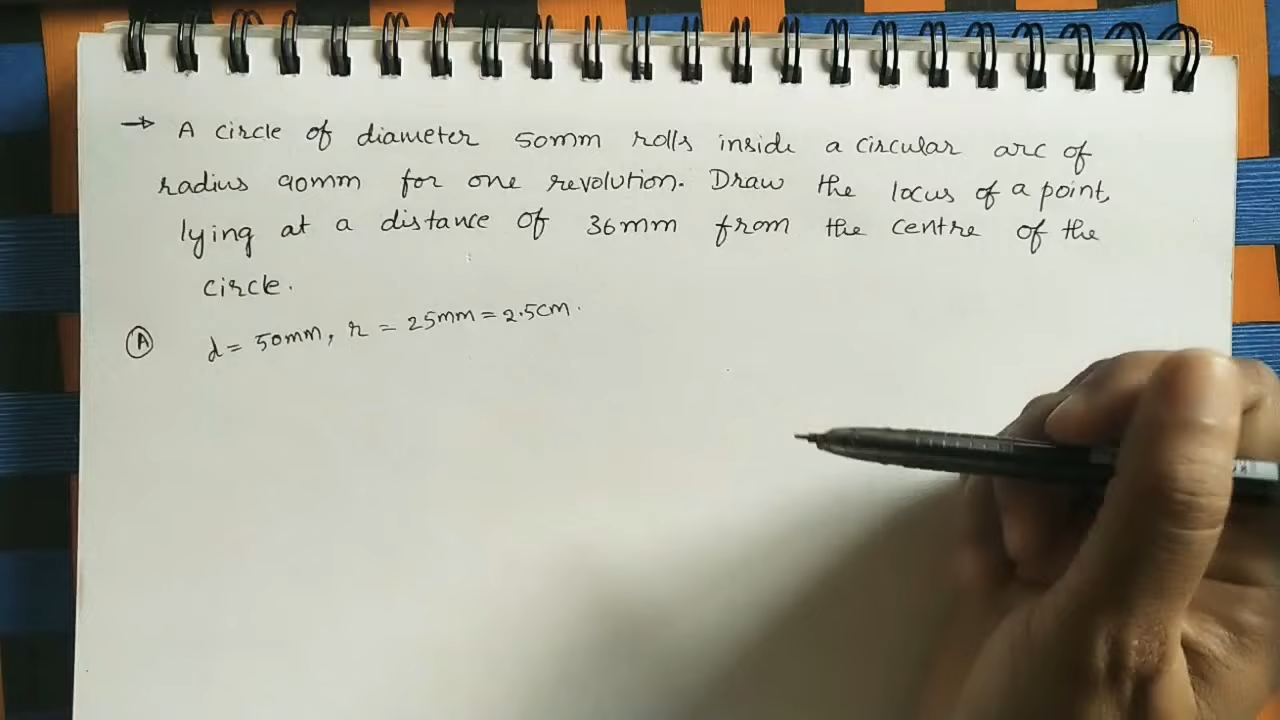 → A circle of diameter 50mm rolls inside a circular arc of
radius 90mm for one revolution. Draw the locus of a point,
lying at a distance of 36mm from the centre of the
circle.
Ⓐ d = 50mm, r = 25mm = 2.5cm.